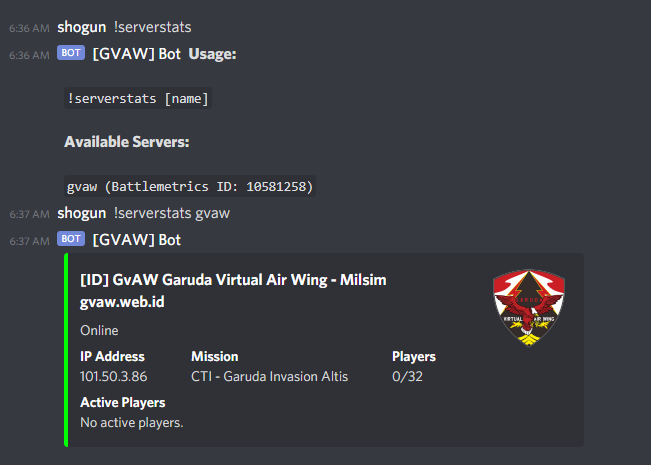 6:36 AM shogun !serverstats
6:36 AM BOT [GVAW] Bot Usage:
!serverstats [name]
Available Servers:
gvaw (Battlemetrics ID: 10581258)
6:37 AM shogun !serverstats gvaw
6:37 AM BOT [GVAW] Bot
[ID] GvAW Garuda Virtual Air Wing - Milsim
gvaw.web.id
GARUDA
VIRTUAL AIR WING
Online
IP Address Mission Players
101.50.3.86 CTI - Garuda Invasion Altis 0/32
Active Players
No active players.